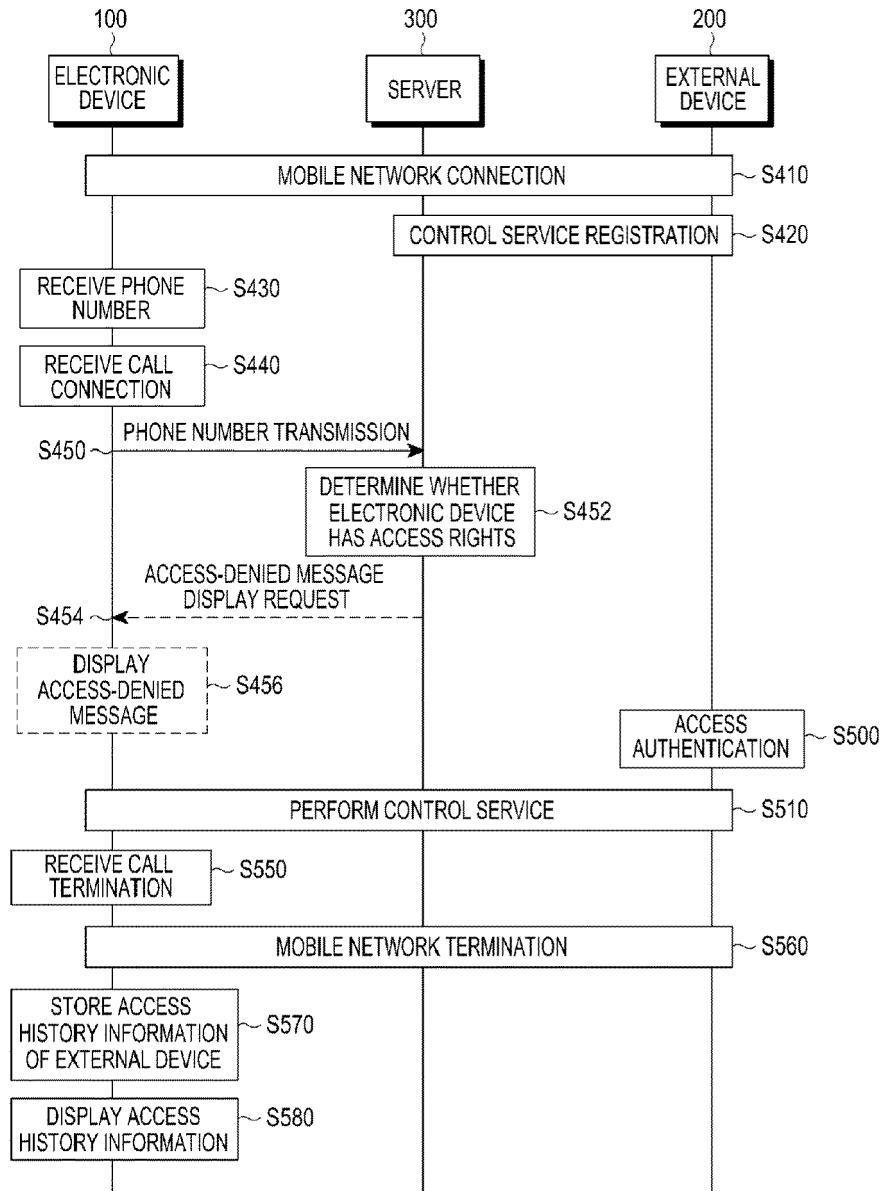 100
300
200
ELECTRONIC
DEVICE
SERVER
EXTERNAL
DEVICE
MOBILE NETWORK CONNECTION
S410
CONTROL SERVICE REGISTRATION
S420
RECEIVE PHONE
NUMBER
S430
RECEIVE CALL
CONNECTION
S440
PHONE NUMBER TRANSMISSION
S450
DETERMINE WHETHER
ELECTRONIC DEVICE
HAS ACCESS RIGHTS
S452
ACCESS-DENIED MESSAGE
DISPLAY REQUEST
S454
DISPLAY
ACCESS-DENIED
MESSAGE
S456
ACCESS
AUTHENTICATION
S500
PERFORM CONTROL SERVICE
S510
RECEIVE CALL
TERMINATION
S550
MOBILE NETWORK TERMINATION
S560
STORE ACCESS
HISTORY INFORMATION
OF EXTERNAL DEVICE
S570
DISPLAY ACCESS
HISTORY INFORMATION
S580